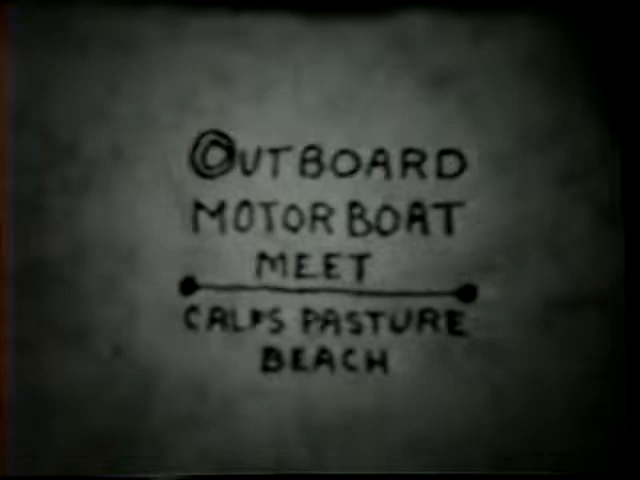 OUTBOARD
MOTOR BOAT
MEET
CALFS PASTURE
BEACH